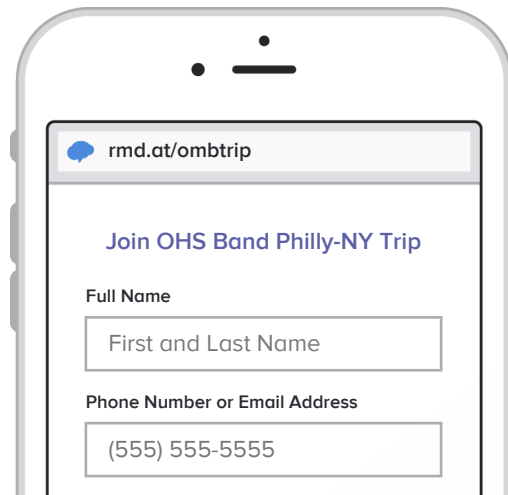 rmd.at/ombtrip
Join OHS Band Philly-NY Trip
Full Name
First and Last Name
Phone Number or Email Address
(555) 555-5555